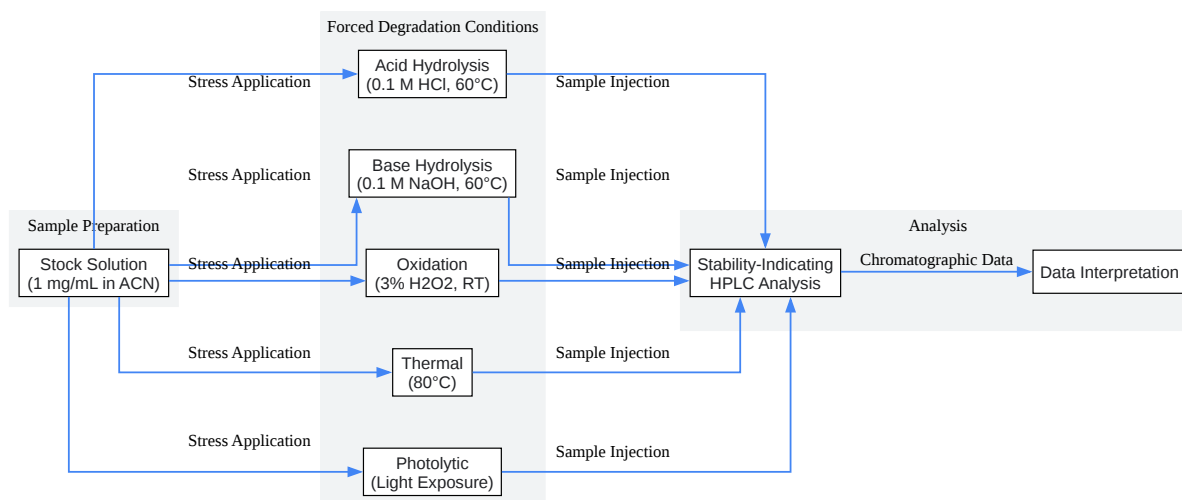 Forced Degradation Conditions
Acid Hydrolysis
(0.1 M HCl, 60°C)
Stress Application
Sample Injection
Base Hydrolysis
(0.1 M NaOH, 60°C)
Stress Application
Sample Injection
Sample Preparation
Analysis
Stock Solution
(1 mg/mL in ACN)
Stress Application
Oxidation
(3% H2O2, RT)
Sample Injection
Stability-Indicating
HPLC Analysis
Chromatographic Data
Data Interpretation
Stress Application
Thermal
(80°C)
Sample Injection
Stress Application
Photolytic
(Light Exposure)
Sample Injection